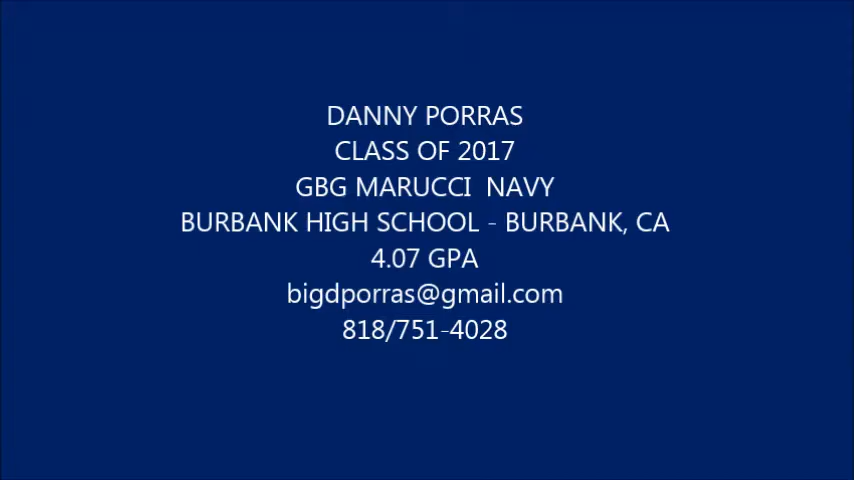 DANNY PORRAS
CLASS OF 2017
GBG MARUCCI  NAVY
BURBANK HIGH SCHOOL - BURBANK, CA
4.07 GPA
bigdporras@gmail.com
818/751-4028